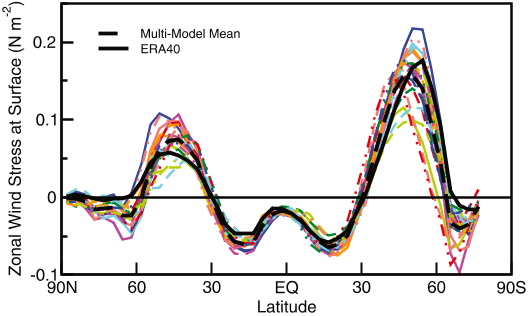 Zonal Wind Stress at Surface (N m⁻²)
0.2
0.1
0
-0.1
Multi-Model Mean
ERA40
90N 60 30 EQ 30 60 90S
Latitude